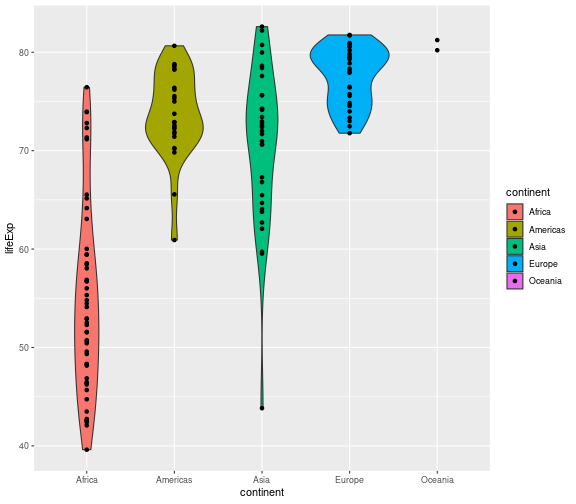 80
70
60
50
40
lifeExp
Africa Americas Asia Europe Oceania
continent
continent
Africa
Americas
Asia
Europe
Oceania